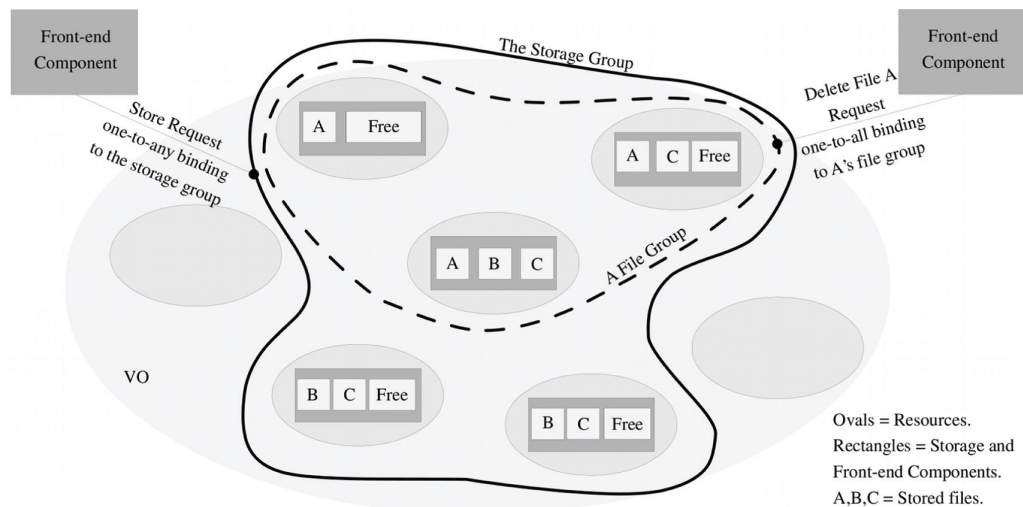 Front-end
Component
The Storage Group
Front-end
Component
Store Request
one-to-any binding
to the storage group
Delete File A
Request
one-to-all binding
to A's file group
A Free
A C Free
A B C
A File Group
VO
B C Free
B C Free
Ovals = Resources.
Rectangles = Storage and
Front-end Components.
A,B,C = Stored files.